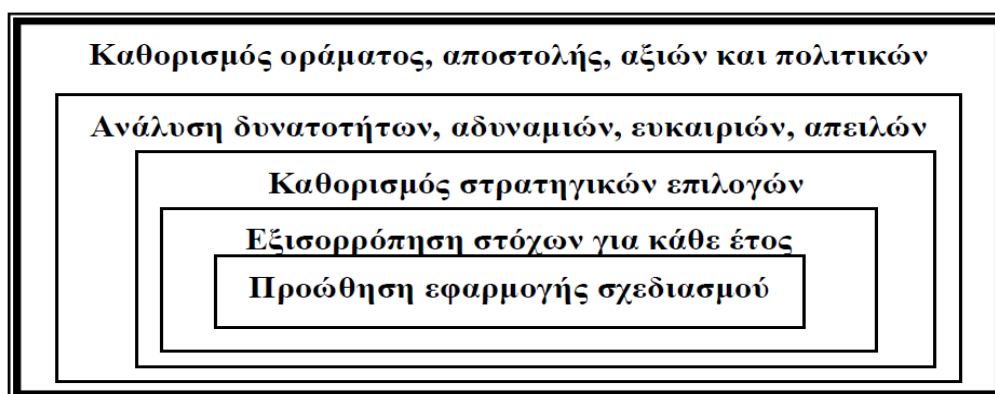 Καθορισμός οράματος, αποστολής, αξιών και πολιτικών
Ανάλυση δυνατοτήτων, αδυναμιών, ευκαιριών, απειλών
Καθορισμός στρατηγικών επιλογών
Εξισορρόπηση στόχων για κάθε έτος
Προώθηση εφαρμογής σχεδιασμού